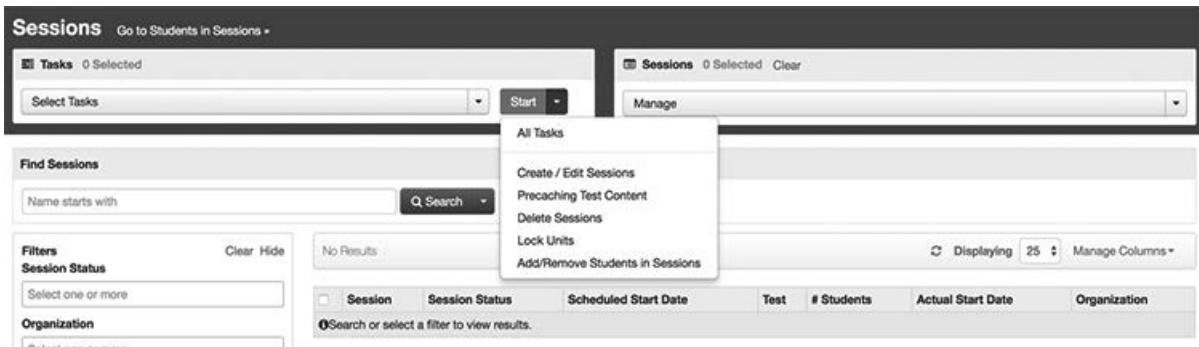 Sessions Go to Students in Sessions
Tasks 0 Selected
Sessions 0 Selected Clear
Select Tasks
Start
Manage
All Tasks
Create / Edit Sessions
Precaching Test Content
Delete Sessions
Lock Units
Add/Remove Students in Sessions
Find Sessions
Name starts with
Search
Filters Clear Hide
Session Status
Select one or more
Organization
No Results
Displaying 25 Manage Columns
Session Session Status Scheduled Start Date Test # Students Actual Start Date Organization
Search or select a filter to view results.